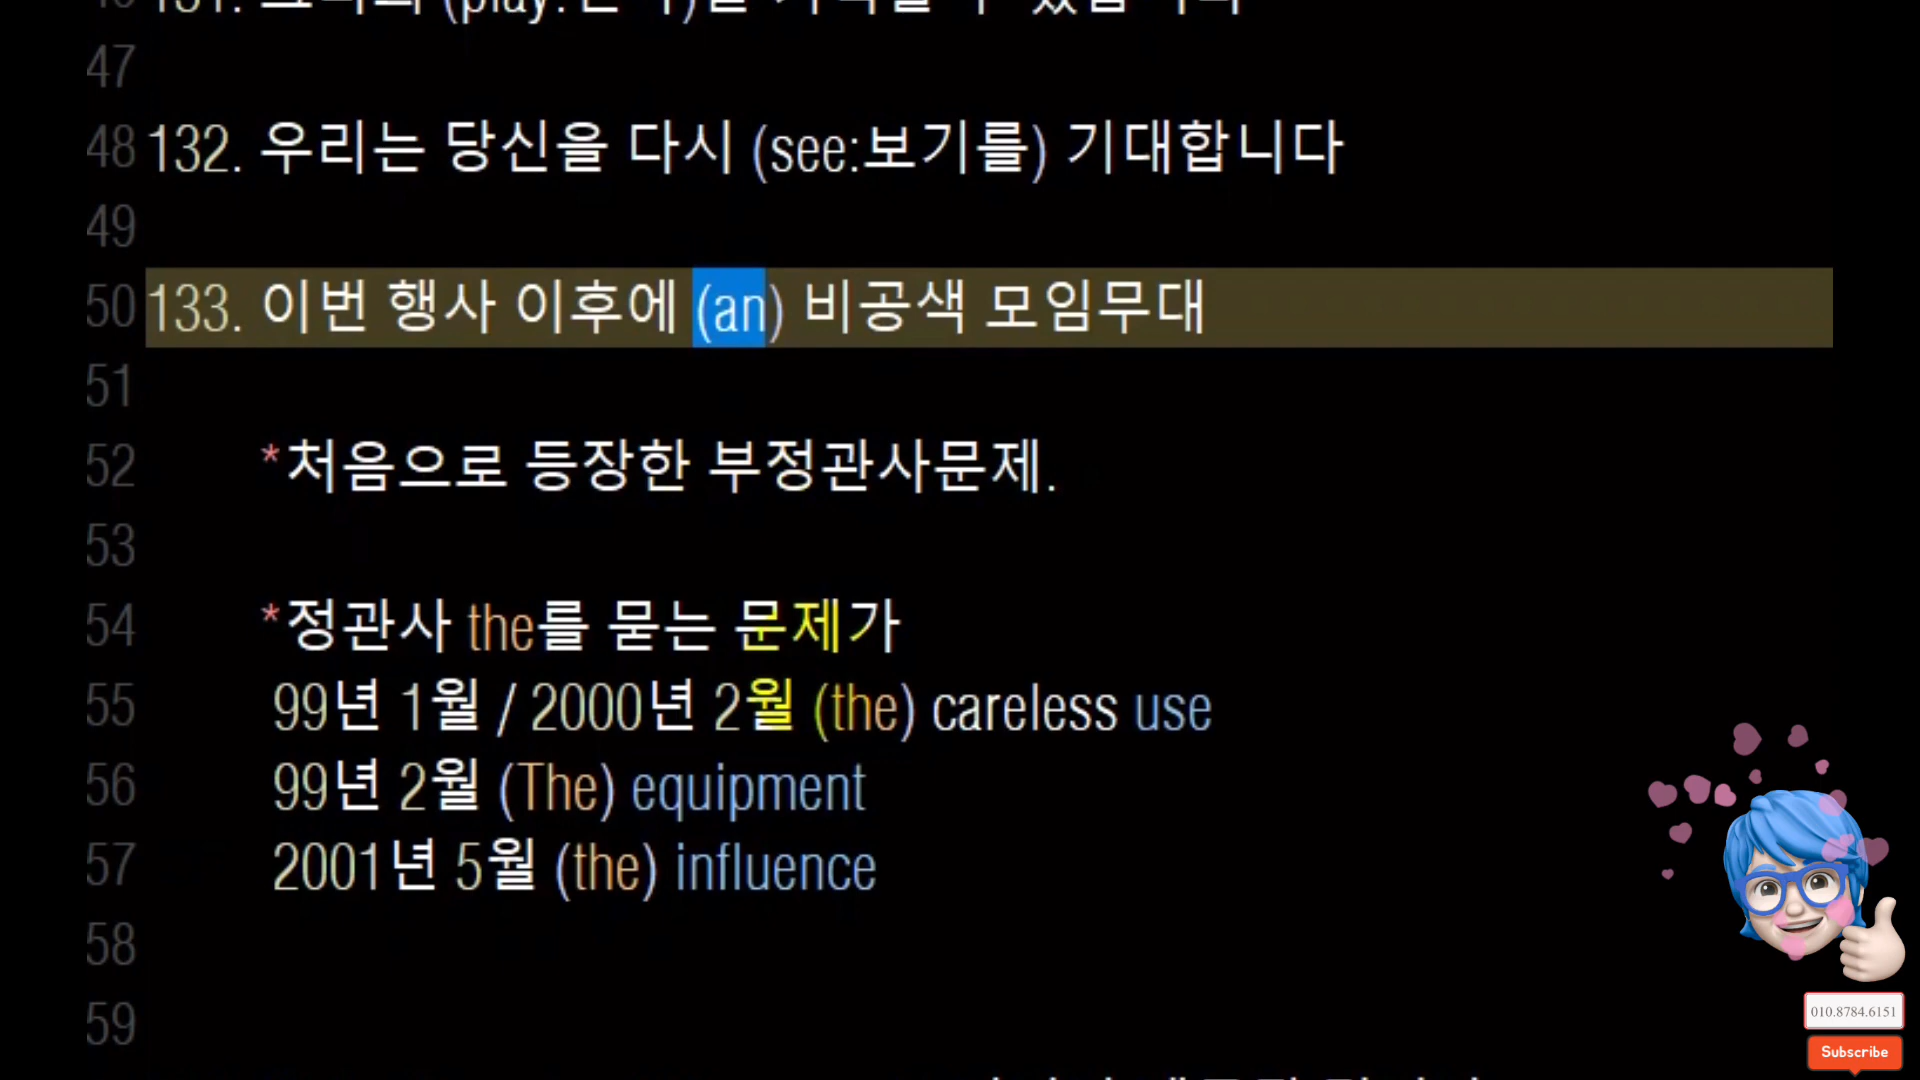 47
48 132. 우리는 당신을 다시 (see:보기를) 기대합니다
49
50 133. 이번 행사 이후에 (an) 비공색 모임무대
51
52 *처음으로 등장한 부정관사문제.
53
54 *정관사 the를 묻는 문제가
55 99년 1월 / 2000년 2월 (the) careless use
56 99년 2월 (The) equipment
57 2001년 5월 (the) influence
58
59
010.8784.6151
Subscribe